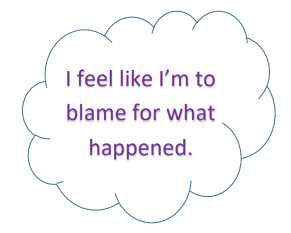 I feel like I’m to
blame for what
happened.